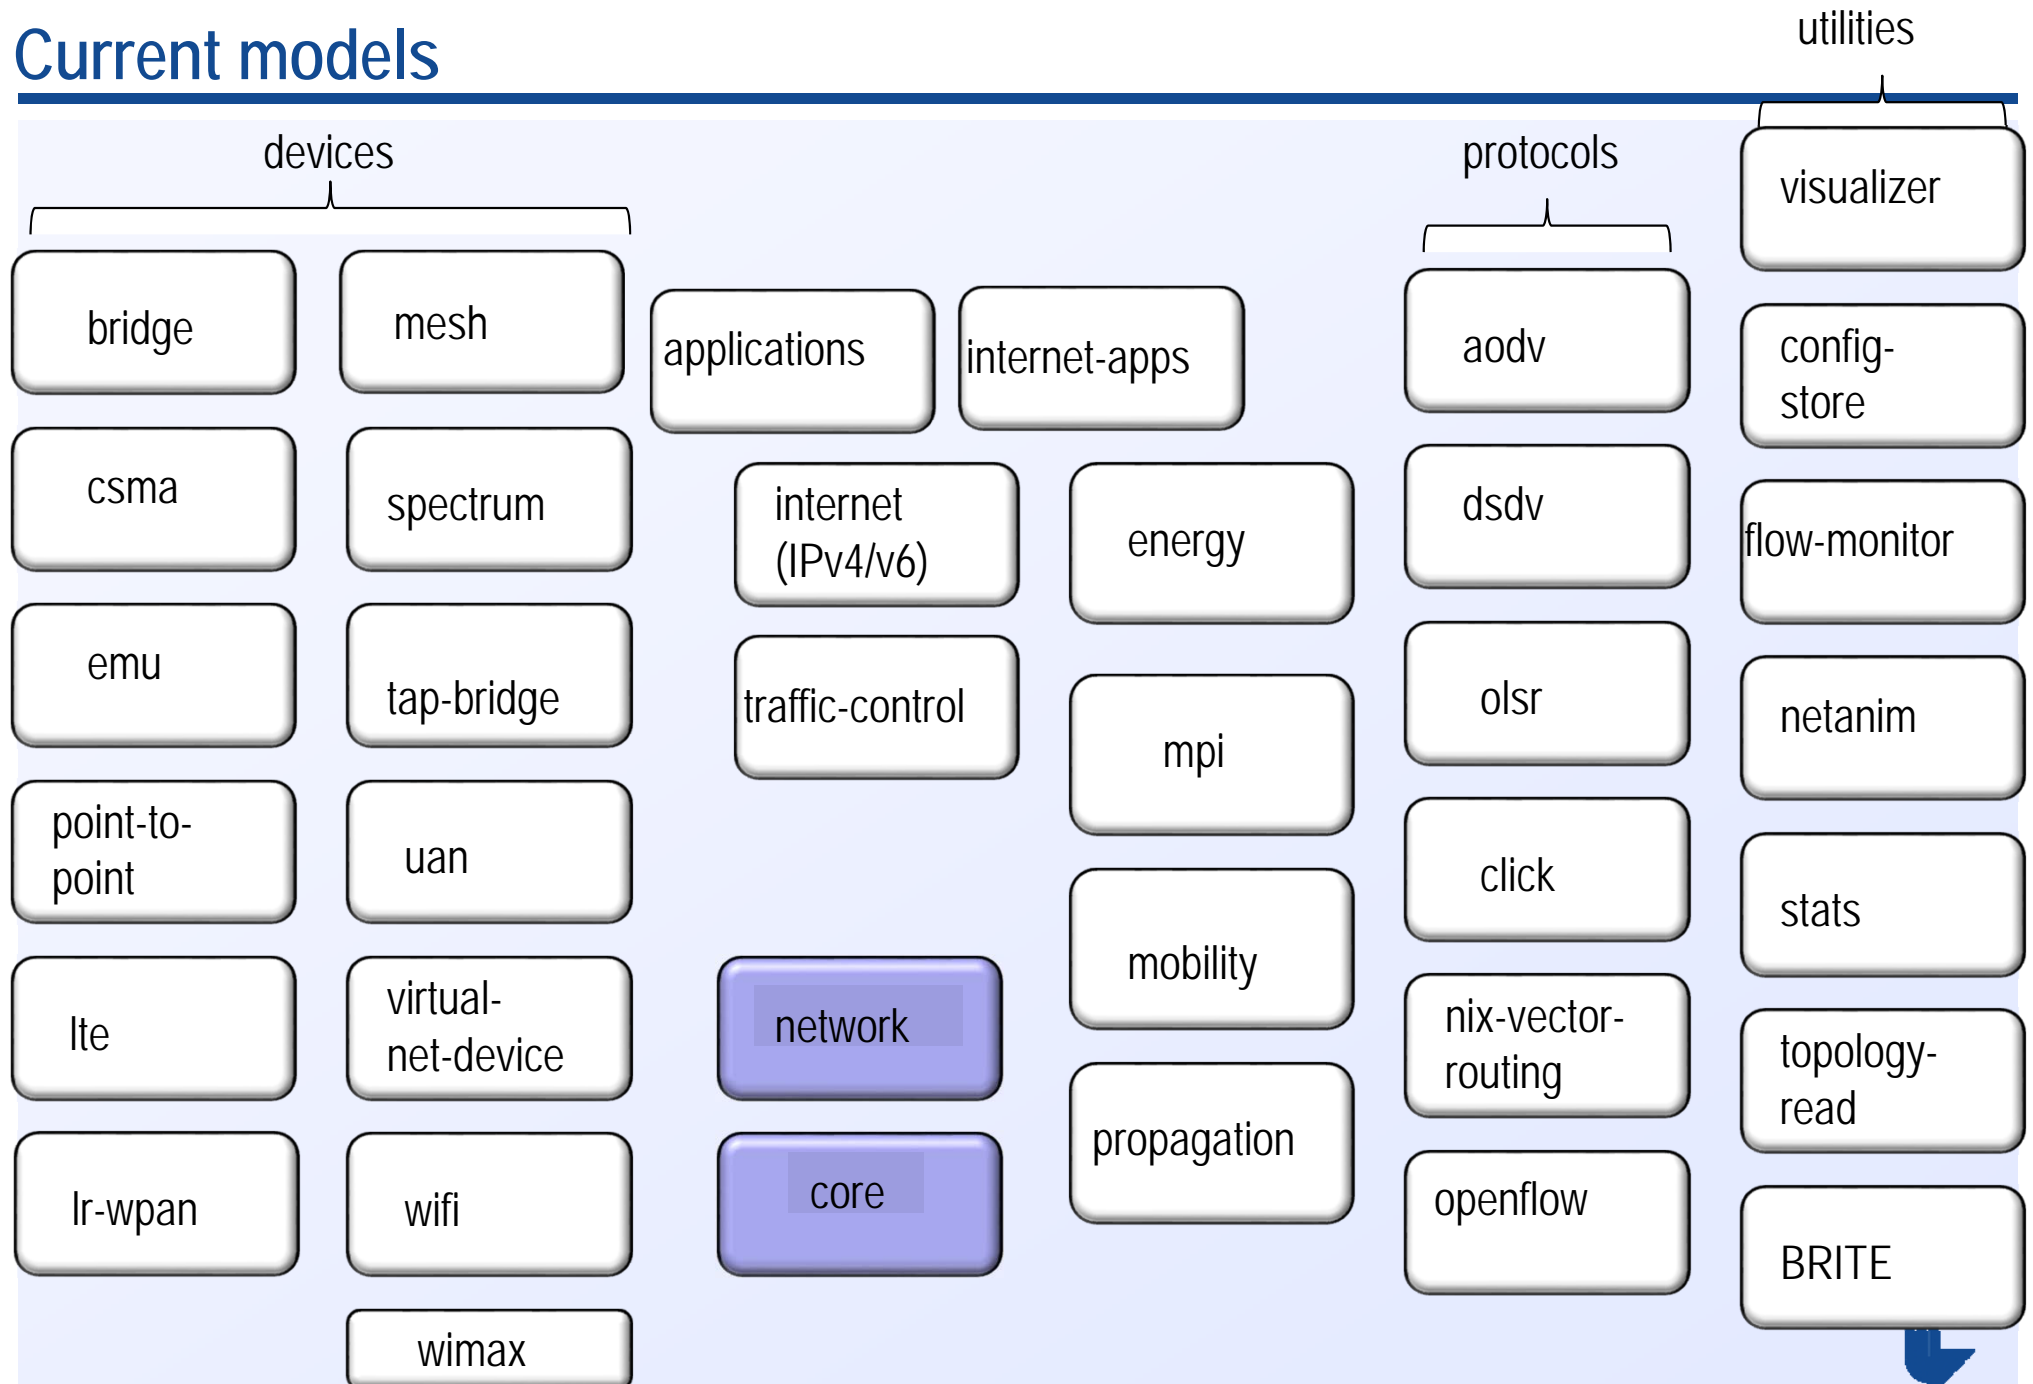 Current models
utilities
devices
protocols
bridge
csma
emu
point-to-
point
lte
lr-wpan
mesh
spectrum
tap-bridge
uan
virtual-
net-device
wifi
wimax
applications
internet-apps
internet
(IPv4/v6)
traffic-control
network
core
energy
mpi
mobility
propagation
aodv
dsdv
olsr
click
nix-vector-
routing
openflow
visualizer
config-
store
flow-monitor
netanim
stats
topology-
read
BRITE